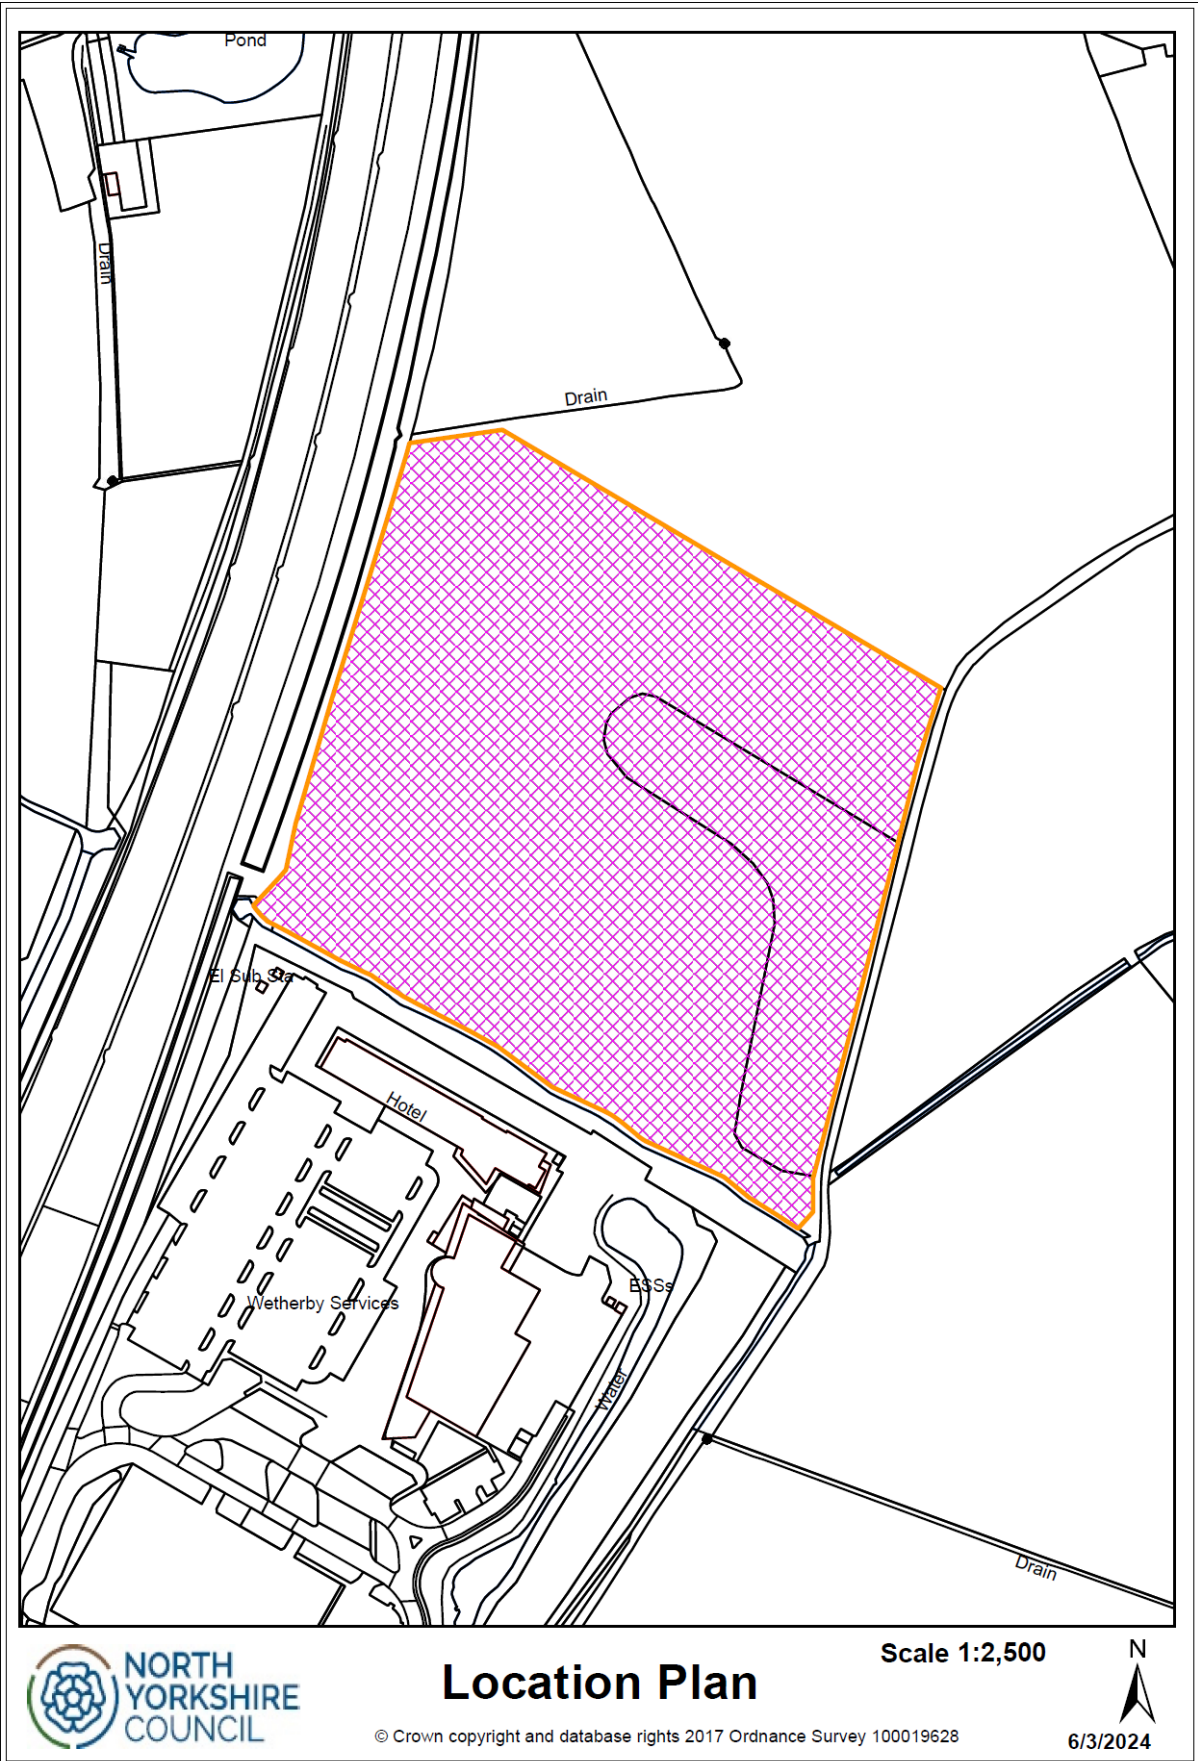 Pond
Drain
Drain
El Sub Sta
Hotel
Wetherby Services
ESSs
Water
Drain
NORTH
YORKSHIRE
COUNCIL
Location Plan
Scale 1:2,500
N
© Crown copyright and database rights 2017 Ordnance Survey 100019628
6/3/2024